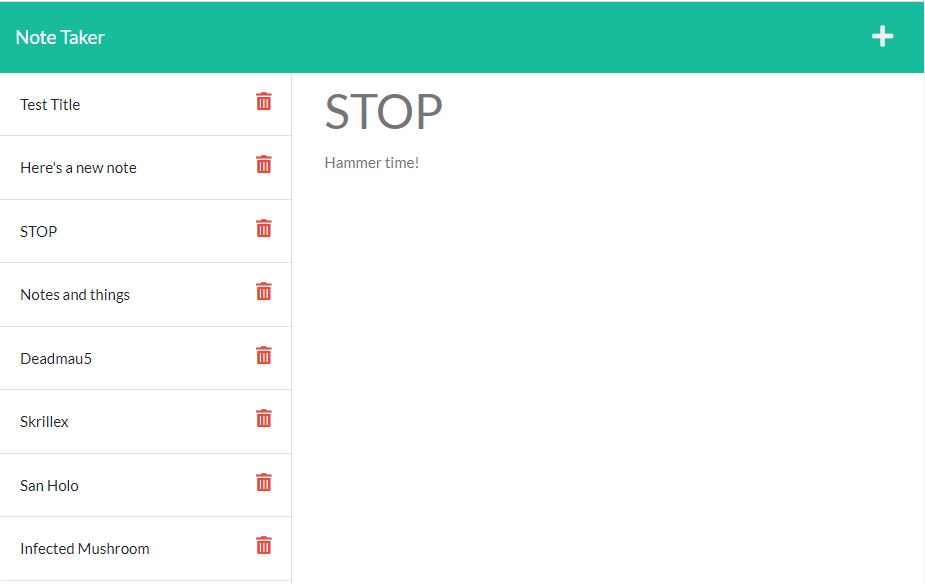 Note Taker
Test Title
Here's a new note
STOP
Notes and things
Deadmau5
Skrillex
San Holo
Infected Mushroom
STOP
Hammer time!